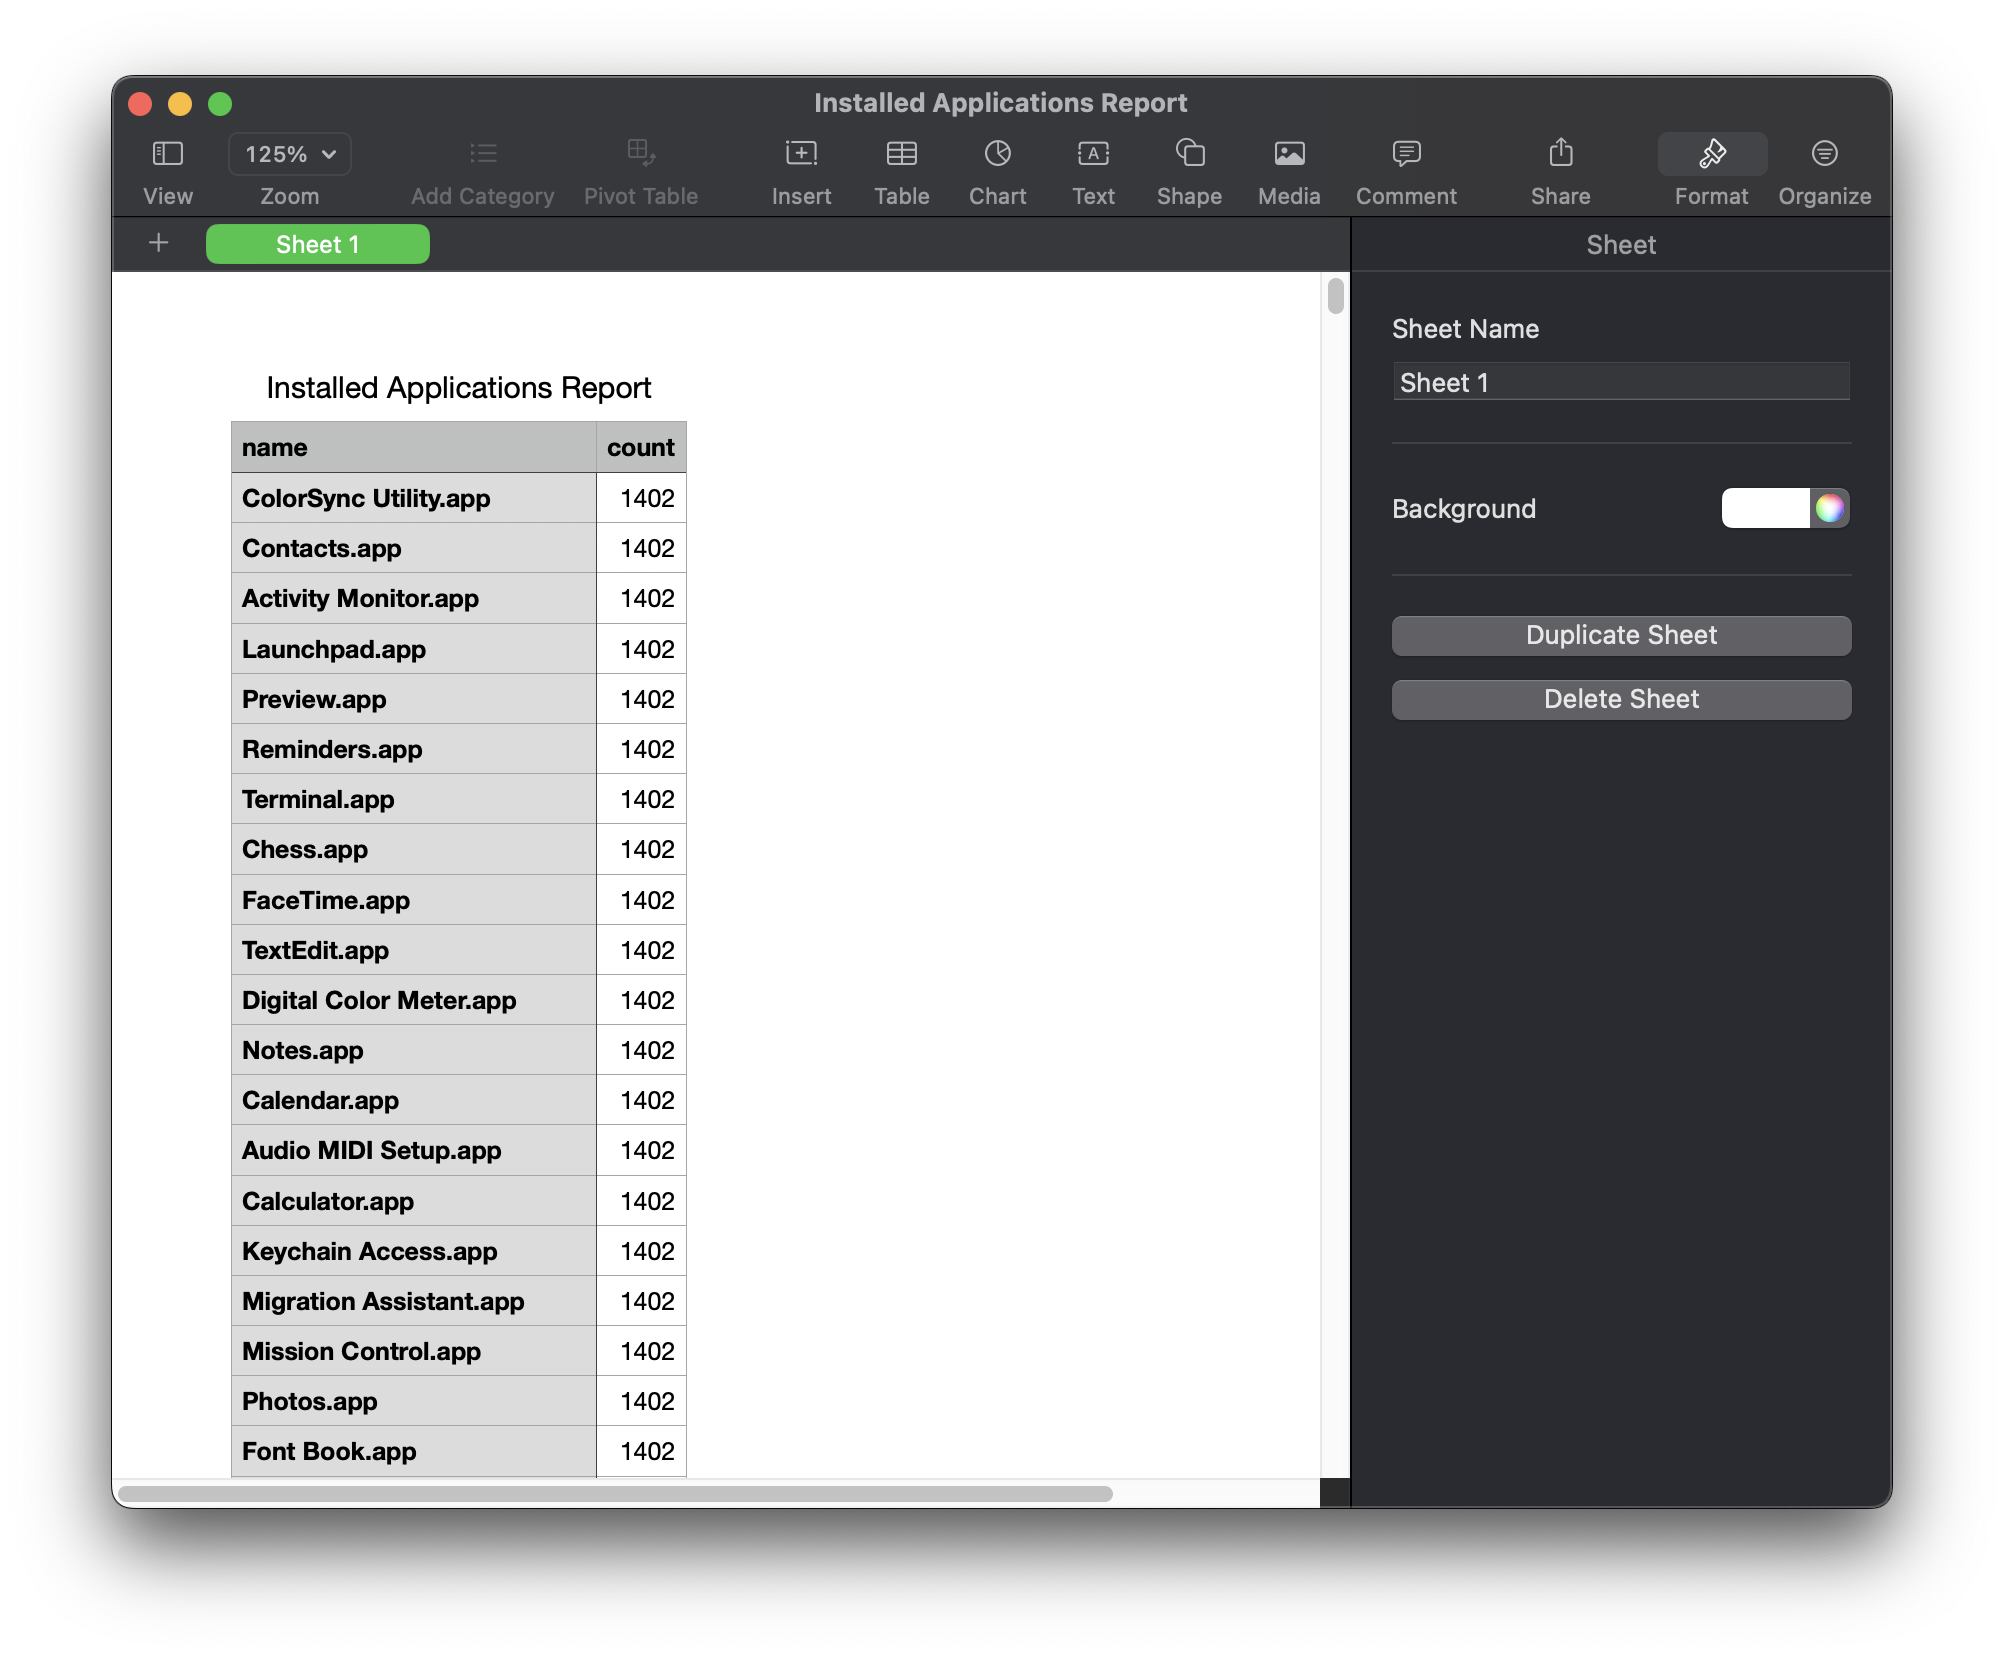 Installed Applications Report
125%
View Zoom Add Category Pivot Table Insert Table Chart Text Shape Media Comment Share Format Organize
Sheet 1
Sheet
Sheet Name
Sheet 1
Background
Duplicate Sheet
Delete Sheet
Installed Applications Report
name count
ColorSync Utility.app 1402
Contacts.app 1402
Activity Monitor.app 1402
Launchpad.app 1402
Preview.app 1402
Reminders.app 1402
Terminal.app 1402
Chess.app 1402
FaceTime.app 1402
TextEdit.app 1402
Digital Color Meter.app 1402
Notes.app 1402
Calendar.app 1402
Audio MIDI Setup.app 1402
Calculator.app 1402
Keychain Access.app 1402
Migration Assistant.app 1402
Mission Control.app 1402
Photos.app 1402
Font Book.app 1402